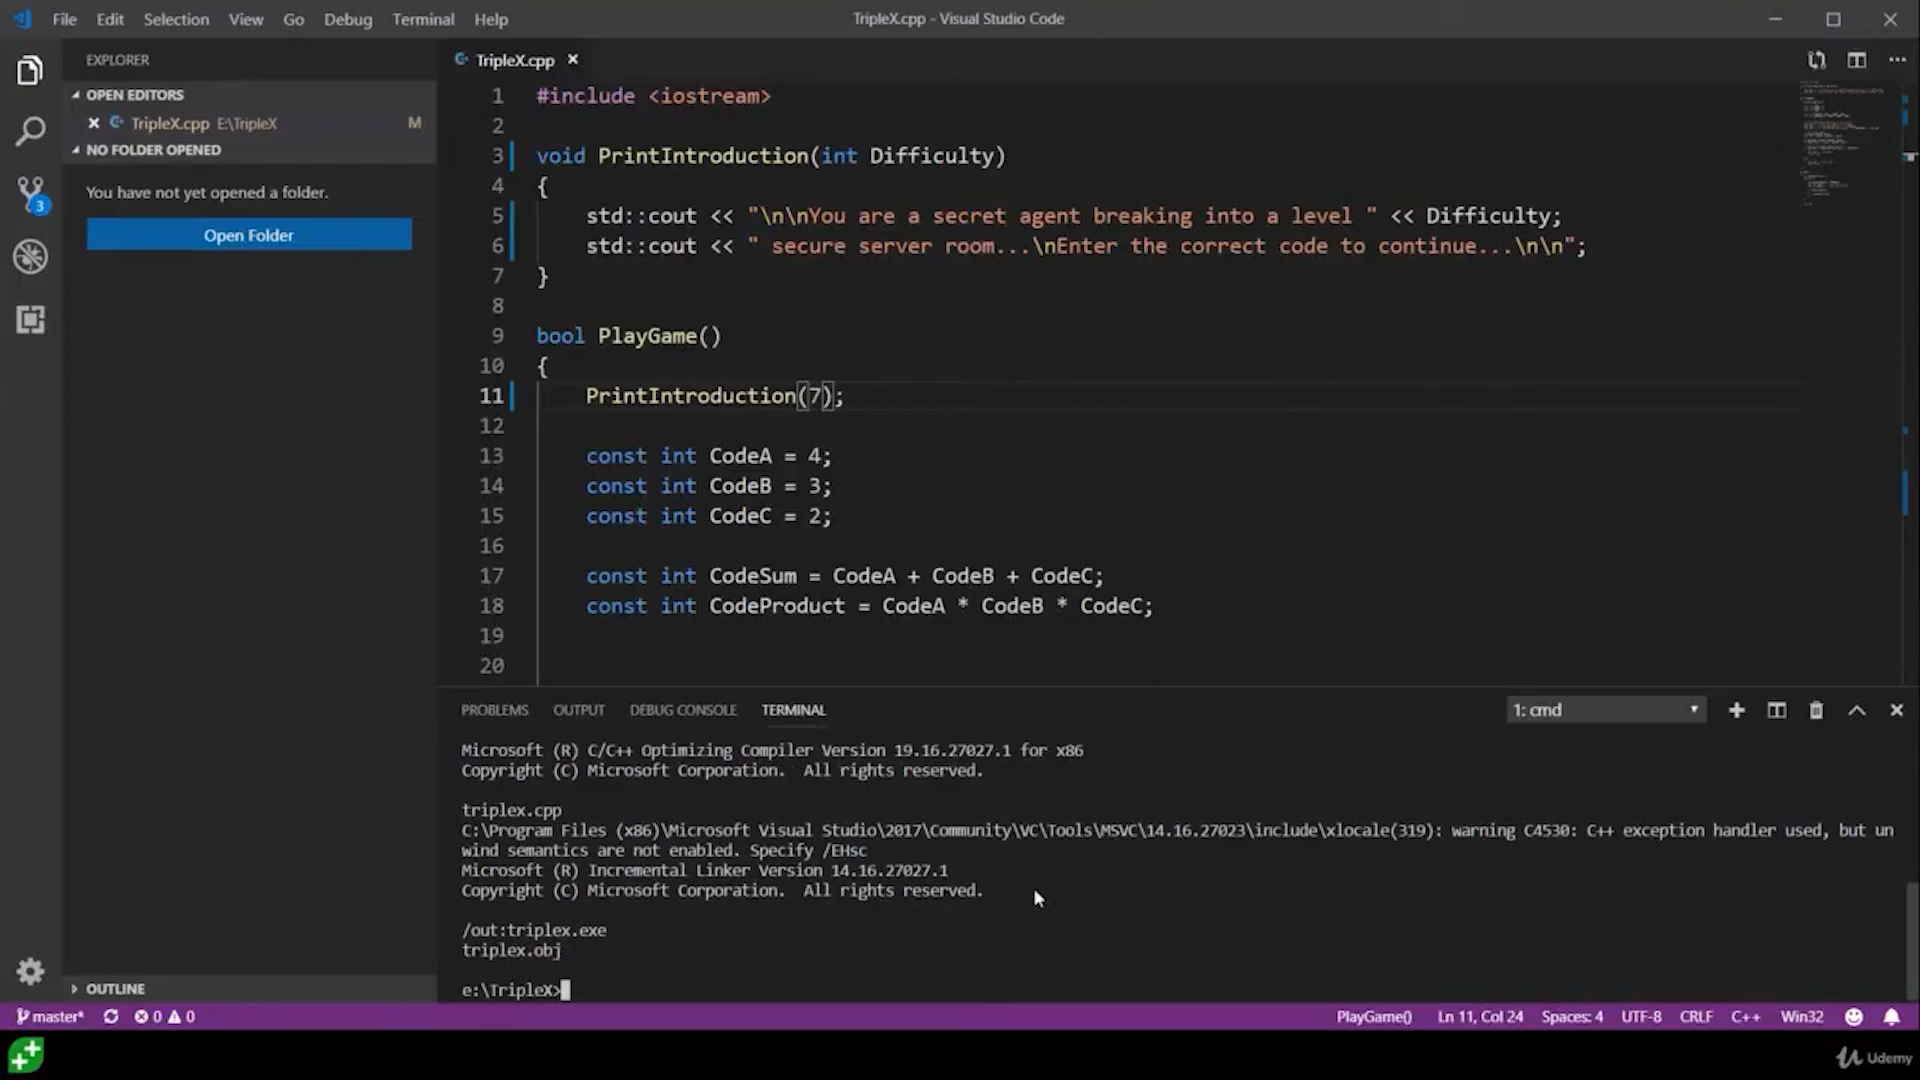 File Edit Selection View Go Debug Terminal Help
TripleX.cpp - Visual Studio Code
EXPLORER
OPEN EDITORS
TripleX.cpp E:\TripleX M
NO FOLDER OPENED
You have not yet opened a folder.
Open Folder
3
OUTLINE
TripleX.cpp
1 #include <iostream>
2
3 void PrintIntroduction(int Difficulty)
4 {
5 std::cout << "\n\nYou are a secret agent breaking into a level " << Difficulty;
6 std::cout << " secure server room...\nEnter the correct code to continue...\n\n";
7 }
8
9 bool PlayGame()
10 {
11 PrintIntroduction(7);
12
13 const int CodeA = 4;
14 const int CodeB = 3;
15 const int CodeC = 2;
16
17 const int CodeSum = CodeA + CodeB + CodeC;
18 const int CodeProduct = CodeA * CodeB * CodeC;
19
20
PROBLEMS OUTPUT DEBUG CONSOLE TERMINAL
1: cmd
Microsoft (R) C/C++ Optimizing Compiler Version 19.16.27027.1 for x86
Copyright (C) Microsoft Corporation.  All rights reserved.
triplex.cpp
C:\Program Files (x86)\Microsoft Visual Studio\2017\Community\VC\Tools\MSVC\14.16.27023\include\xlocale(319): warning C4530: C++ exception handler used, but un
wind semantics are not enabled. Specify /EHsc
Microsoft (R) Incremental Linker Version 14.16.27027.1
Copyright (C) Microsoft Corporation.  All rights reserved.
/out:triplex.exe
triplex.obj
e:\TripleX>
master* 0 0
PlayGame() Ln 11, Col 24 Spaces: 4 UTF-8 CRLF C++ Win32
Udemy